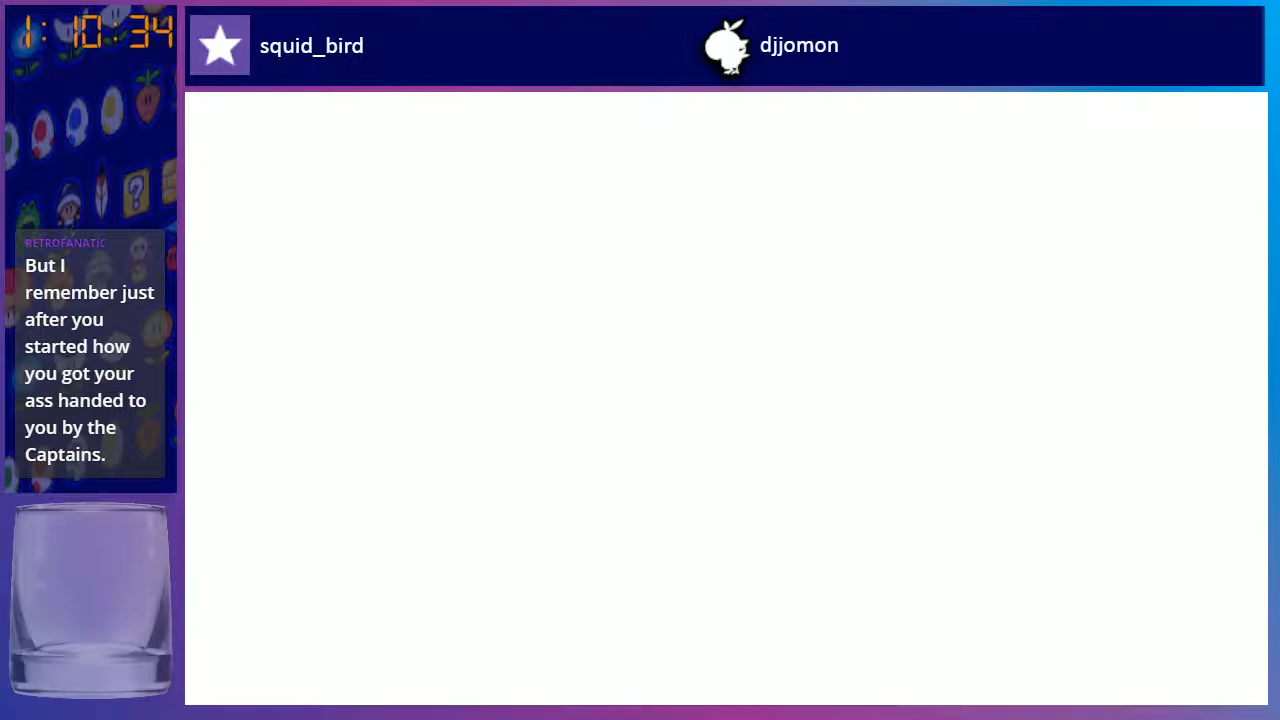 1:10:34
squid_bird
djjomon
RETROFANATIC
But I
remember just
after you
started how
you got your
ass handed to
you by the
Captains.